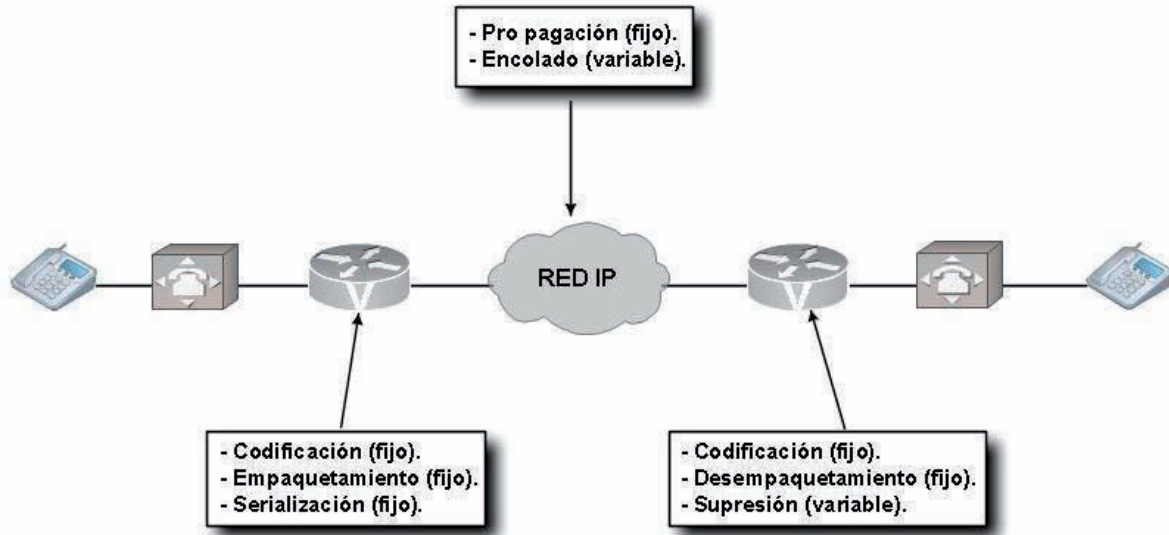 - Pro pagación (fijo).
- Encolado (variable).
RED IP
V
V
- Codificación (fijo).
- Empaquetamiento (fijo).
- Serialización (fijo).
- Codificación (fijo).
- Desempaquetamiento (fijo).
- Supresión (variable).